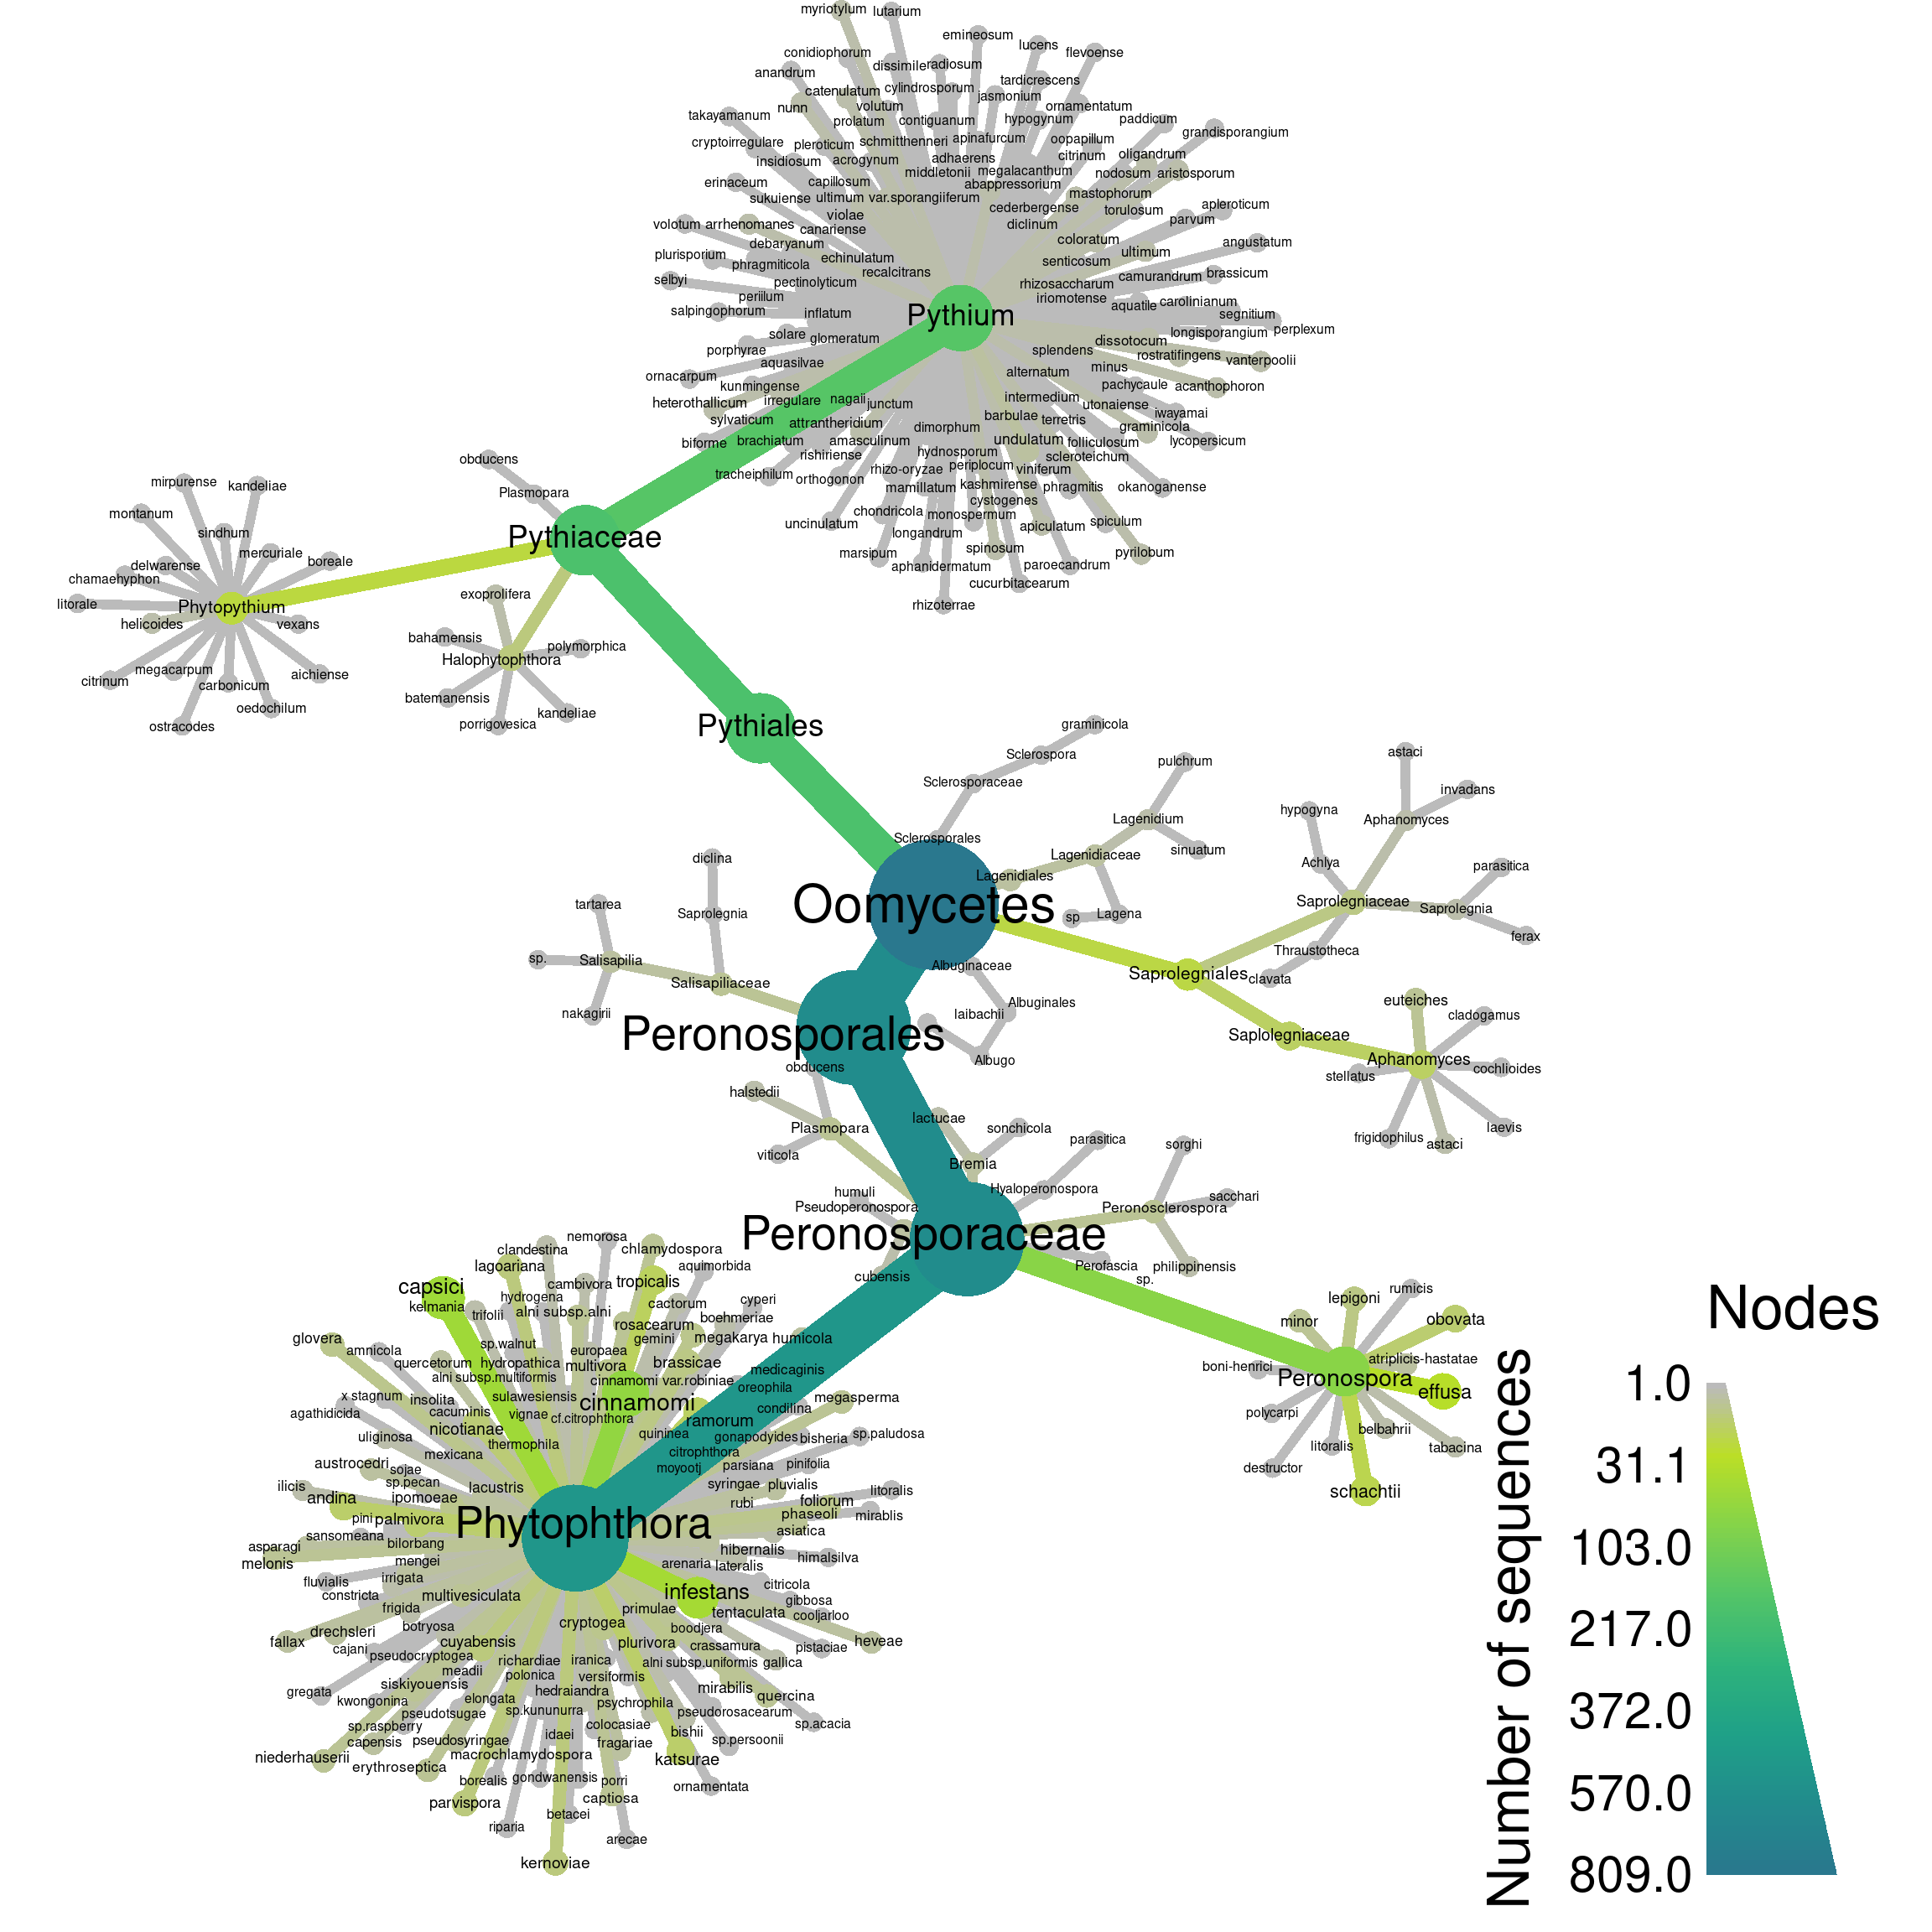 myriotylum
lutarium
emineosum
lucens
flevoense
conidiophorum
dissimile
radiosum
anandrum
tardicrescens
catenulatum
cylindrosporum
jasmonium
nunn
volutum
ornamentatum
takayamanum
prolatum
contiguanum
hypogynum
paddicum
grandisporangium
cryptoirregulare
pleroticum
schmitthenneri
apinafurcum
oopapillum
insidiosum
acrogynum
adhaerens
citrinum
oligandrum
middletonii
megalacanthum
nodosum
aristosporum
erinaceum
capillosum
abappressorium
sukuiense
ultimum var.sporangiiferum
mastophorum
violae
cederbergense
torulosum
apleroticum
volotum
arrhenomanes
canariense
diclinum
parvum
debaryanum
coloratum
angustatum
plurisporium
phragmiticola
echinulatum
senticosum
ultimum
selbyi
pectinolyticum
recalcitrans
rhizosaccharum
camurandrum
brassicum
periilum
iriomotense
aquatile
carolinianum
salpingophorum
inflatum
Pythium
segnitium
solare
glomeratum
longisporangium
perplexum
porphyrae
dissotocum
aquasilvae
splendens
rostratifingens
vanterpoolii
ornacarpum
kunmingense
alternatum
minus
pachycaule
acanthophoron
heterothallicum
irregulare
nagaii
junctum
intermedium
utonaiense
iwayamai
sylvaticum
attrantheridium
barbulae
terretris
graminicola
biforme
brachiatum
amasculinum
dimorphum
undulatum
folliculosum
lycopersicum
rishiriense
hydnosporum
scleroteichum
tracheiphilum
orthogonon
rhizo-oryzae
periplocum
viniferum
mamillatum
kashmirense
phragmitis
okanoganense
cystogenes
uncinulatum
chondricola
monospermum
apiculatum
spiculum
longandrum
marsipum
spinosum
pyrilobum
aphanidermatum
paroecandrum
cucurbitacearum
rhizoterrae
obducens
Plasmopara
Pythiaceae
mirpurense
kandeliae
montanum
sindhum
mercuriale
boreale
delwarense
chamaehyphon
litorale
Phytopythium
helicoides
vexans
megacarpum
aichiense
citrinum
carbonicum
oedochilum
ostracodes
exoprolifera
bahamensis
polymorphica
Halophytophthora
batemanensis
kandeliae
porrigovesica
Pythiales
graminicola
Sclerospora
Sclerosporaceae
Sclerosporales
pulchrum
Lagenidium
sinuatum
Lagenidiaceae
Lagenidiales
sp
Lagena
Oomycetes
astaci
invadans
hypogyna
Aphanomyces
Achlya
parasitica
Saprolegniaceae
Saprolegnia
ferax
Thraustotheca
clavata
Saprolegniales
diclina
tartarea
Saprolegnia
sp.
Salisapilia
Salisapiliaceae
nakagirii
Albuginaceae
Albuginales
laibachii
Albugo
euteiches
cladogamus
Saplolegniaceae
Aphanomyces
cochlioides
stellatus
laevis
frigidophilus
astaci
Peronosporales
obducens
halstedii
Plasmopara
viticola
lactucae
sonchicola
Bremia
parasitica
Hyaloperonospora
sorghi
sacchari
Peronosclerospora
philippinensis
humuli
Pseudoperonospora
Peronosporaceae
cubensis
Perofascia
sp.
lepigoni
rumicis
minor
obovata
boni-henrici
atriplicis-hastatae
Peronospora
effusa
polycarpi
belbahrii
litoralis
tabacina
destructor
schachtii
nemorosa
clandestina
chlamydospora
lagoariana
aquimorbida
capsici
cambivora
tropicalis
kelmania
hydrogena
cactorum
cyperi
trifolii
alni subsp.alni
rosacearum
boehmeriae
glovera
sp.walnut
gemini
megakarya
humicola
amnicola
europaea
quercetorum
hydropathica
multivora
brassicae
medicaginis
alni subsp.multiformis
cinnamomi var.robiniae
oreophila
x stagnum
insolita
sulawesiensis
cinnamomi
megasperma
agathidicida
cacuminis
vignae
cf.citrophthora
ramorum
condilina
nicotianae
quininea
gonapodyides
bisheria
sp.paludosa
uliginosa
thermophila
citrophthora
mexicana
moyootj
parsiana
pinifolia
austrocedri
sojae
sp.pecan
syringae
pluvialis
ilicis
andina
ipomoeae
lacustris
rubi
foliorum
litoralis
pini
palmivora
Phytophthora
phaseoli
mirablis
sansomeana
asiatica
asparagi
bilorbang
hibernalis
melonis
mengei
arenaria
lateralis
himalsilva
fluvialis
irrigata
infestans
citricola
constricta
multivesiculata
gibbosa
frigida
primulae
tentaculata
cooljarloo
botryosa
cryptogea
boodjera
drechsleri
fallax
cajani
cuyabensis
plurivora
crassamura
pistaciae
heveae
pseudocryptogea
richardiae
iranica
alni subsp.uniformis
gallica
meadii
polonica
versiformis
siskiyouensis
hedraiandra
mirabilis
quercina
gregata
kwongonina
elongata
psychrophila
pseudotsugae
sp.kununurra
pseudorosacearum
sp.raspberry
colocasiae
sp.acacia
capensis
pseudosyringae
idaei
fragariae
bishii
sp.persoonii
niederhauserii
macrochlamydospora
katsurae
erythroseptica
borealis
gondwanensis
porri
ornamentata
parvispora
captiosa
riparia
betacei
arecae
kernoviae
Nodes
Number of sequences
1.0
31.1
103.0
217.0
372.0
570.0
809.0